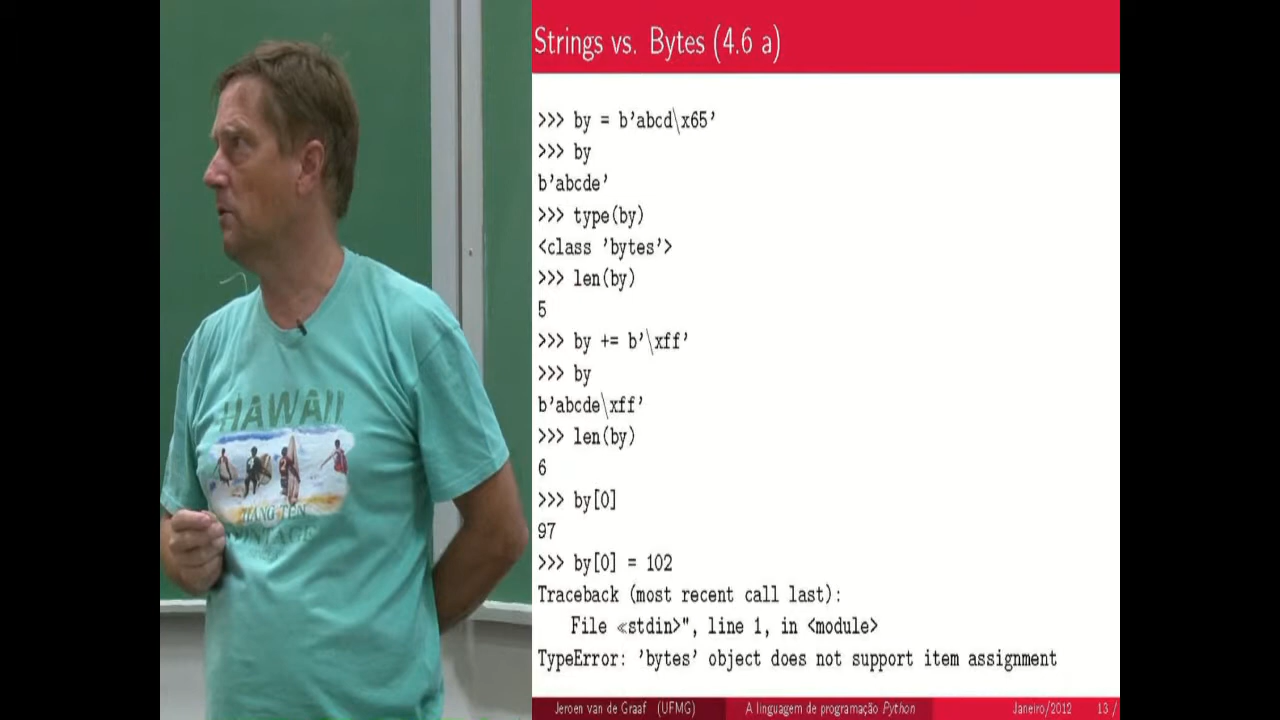 Strings vs. Bytes (4.6 a)
>>> by = b'abcd\x65'
>>> by
b'abcde'
>>> type(by)
<class 'bytes'>
>>> len(by)
5
>>> by += b'\xff'
>>> by
b'abcde\xff'
>>> len(by)
6
>>> by[0]
97
>>> by[0] = 102
Traceback (most recent call last):
File «stdin>", line 1, in <module>
TypeError: 'bytes' object does not support item assignment
Jeroen van de Graaf (UFMG) A linguagem de programação Python Janeiro/2012 13 /
HAWAII
HANG TEN
VINTAGE